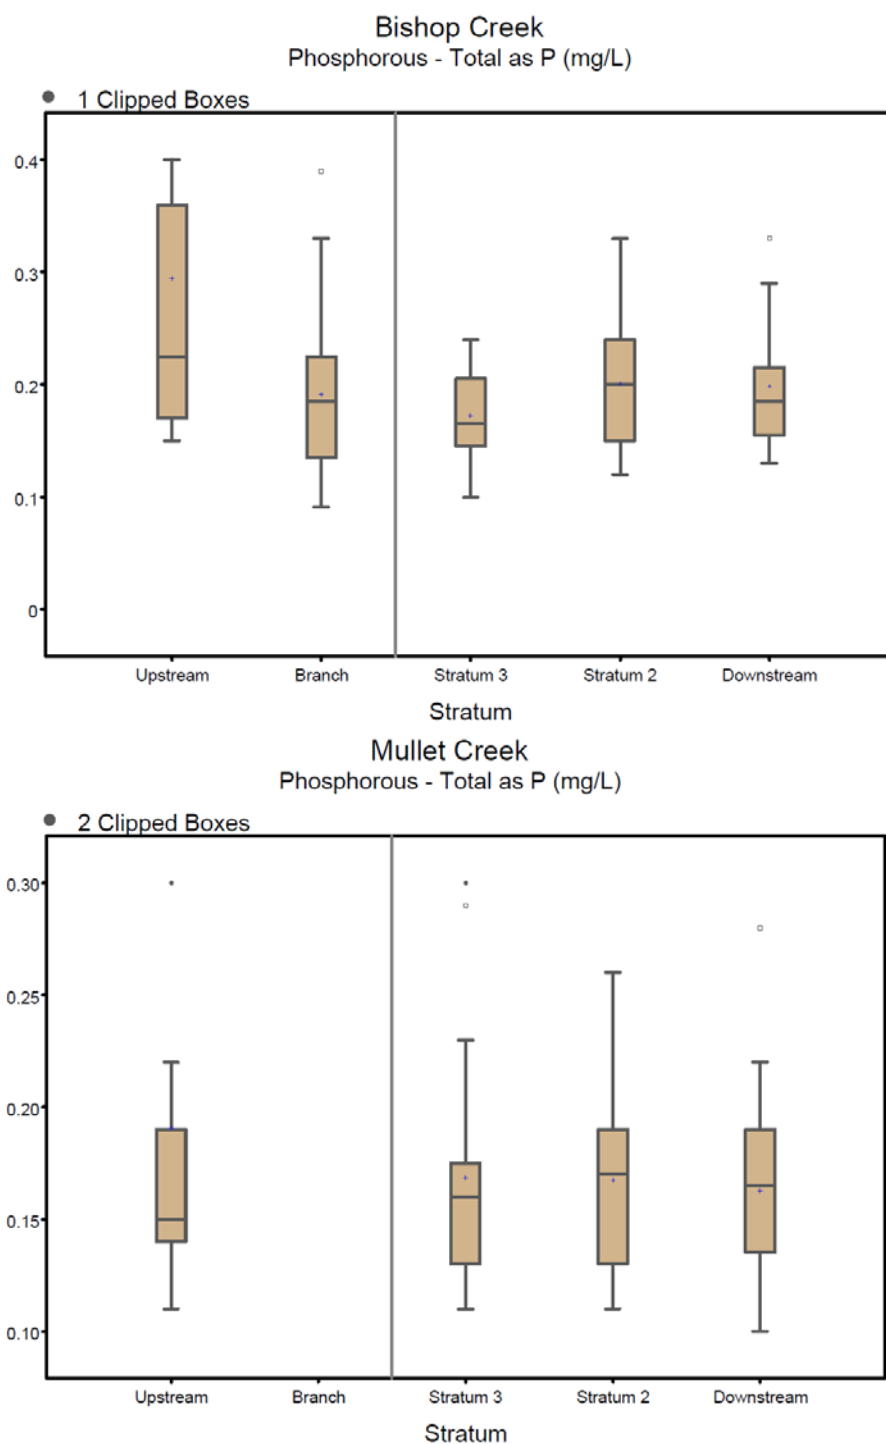 Bishop Creek
Phosphorous - Total as P (mg/L)
1 Clipped Boxes
0.4
0.3
0.2
0.1
0
Upstream Branch Stratum 3 Stratum 2 Downstream
Stratum
Mullet Creek
Phosphorous - Total as P (mg/L)
2 Clipped Boxes
0.30
0.25
0.20
0.15
0.10
Upstream Branch Stratum 3 Stratum 2 Downstream
Stratum